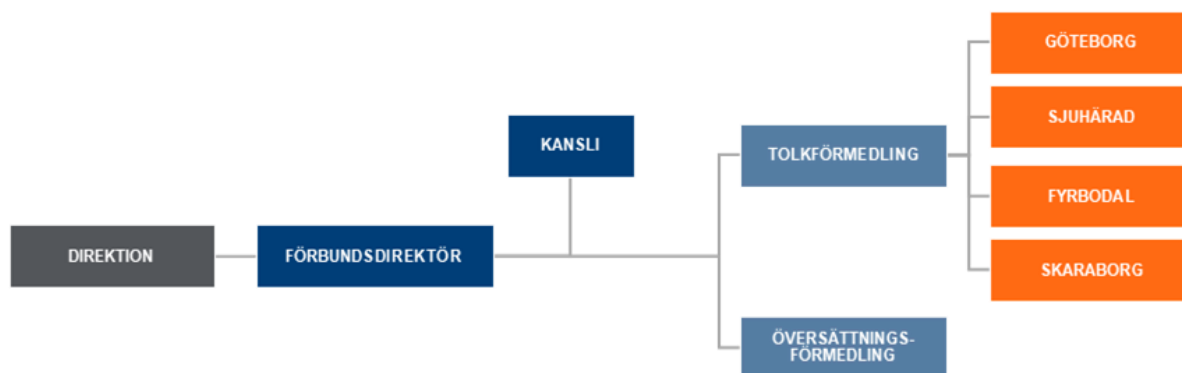 DIREKTION
FÖRBUNDSDIREKTÖR
KANSLI
TOLKFÖRMEDLING
ÖVERSÄTTNINGS-
FÖRMEDLING
GÖTEBORG
SJUHÄRAD
FYRBODAL
SKARABORG